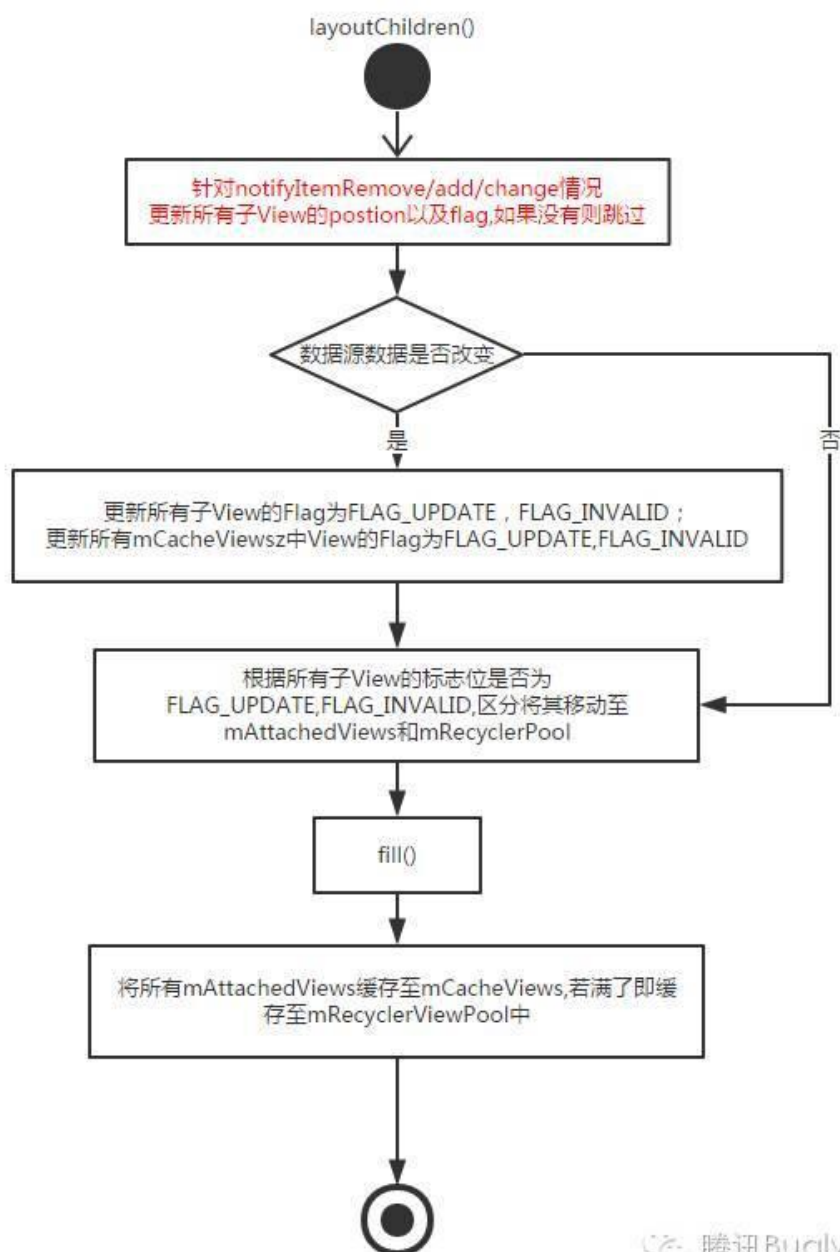 layoutChildren()
针对notifyItemRemove/add/change情况
更新所有子View的postion以及flag,如果没有则跳过
数据源数据是否改变
是
否
更新所有子View的Flag为FLAG_UPDATE，FLAG_INVALID；
更新所有mCacheViewsz中View的Flag为FLAG_UPDATE,FLAG_INVALID
根据所有子View的标志位是否为
FLAG_UPDATE,FLAG_INVALID,区分将其移动至
mAttachedViews和mRecyclerPool
fill()
将所有mAttachedViews缓存至mCacheViews,若满了即缓
存至mRecyclerViewPool中
腾讯Bugly